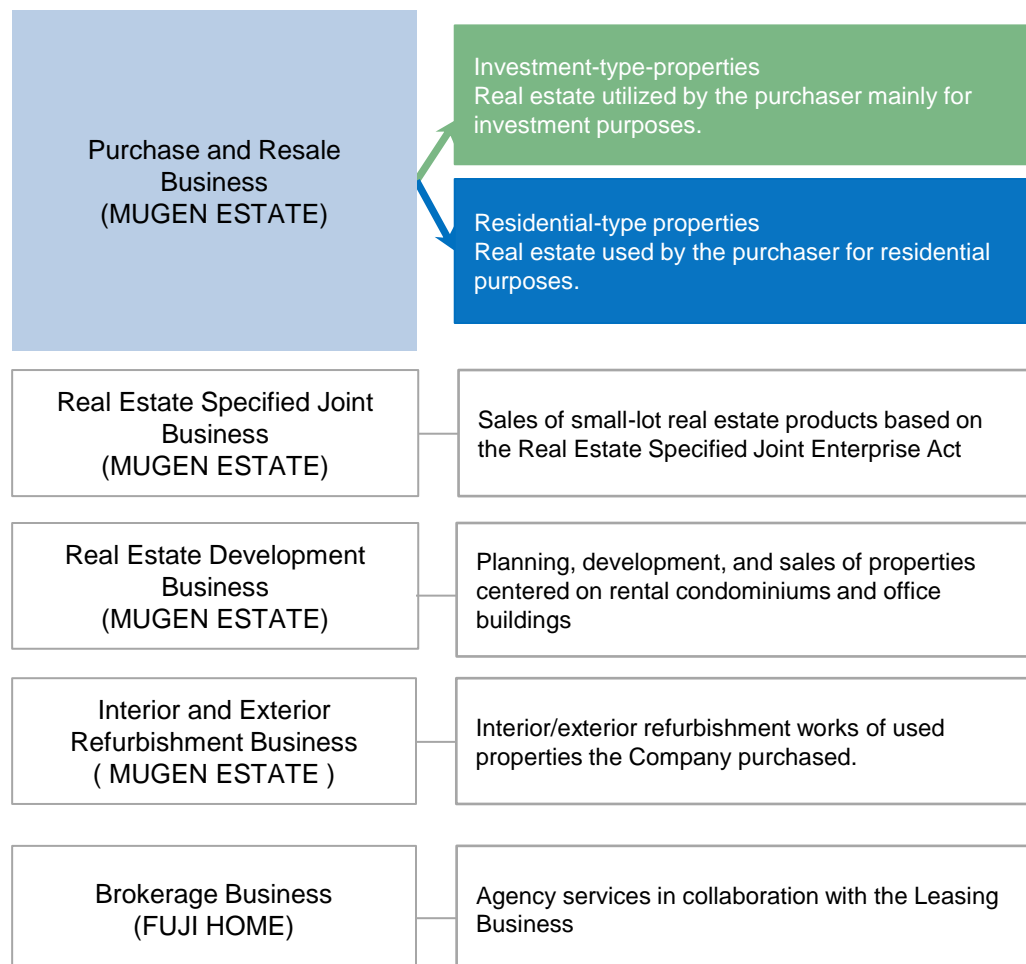 Purchase and Resale
Business
(MUGEN ESTATE)
Investment-type-properties
Real estate utilized by the purchaser mainly for
investment purposes.
Residential-type properties
Real estate used by the purchaser for residential
purposes.
Real Estate Specified Joint
Business
(MUGEN ESTATE)
Sales of small-lot real estate products based on
the Real Estate Specified Joint Enterprise Act
Real Estate Development
Business
(MUGEN ESTATE)
Planning, development, and sales of properties
centered on rental condominiums and office
buildings
Interior and Exterior
Refurbishment Business
( MUGEN ESTATE )
Interior/exterior refurbishment works of used
properties the Company purchased.
Brokerage Business
(FUJI HOME)
Agency services in collaboration with the Leasing
Business